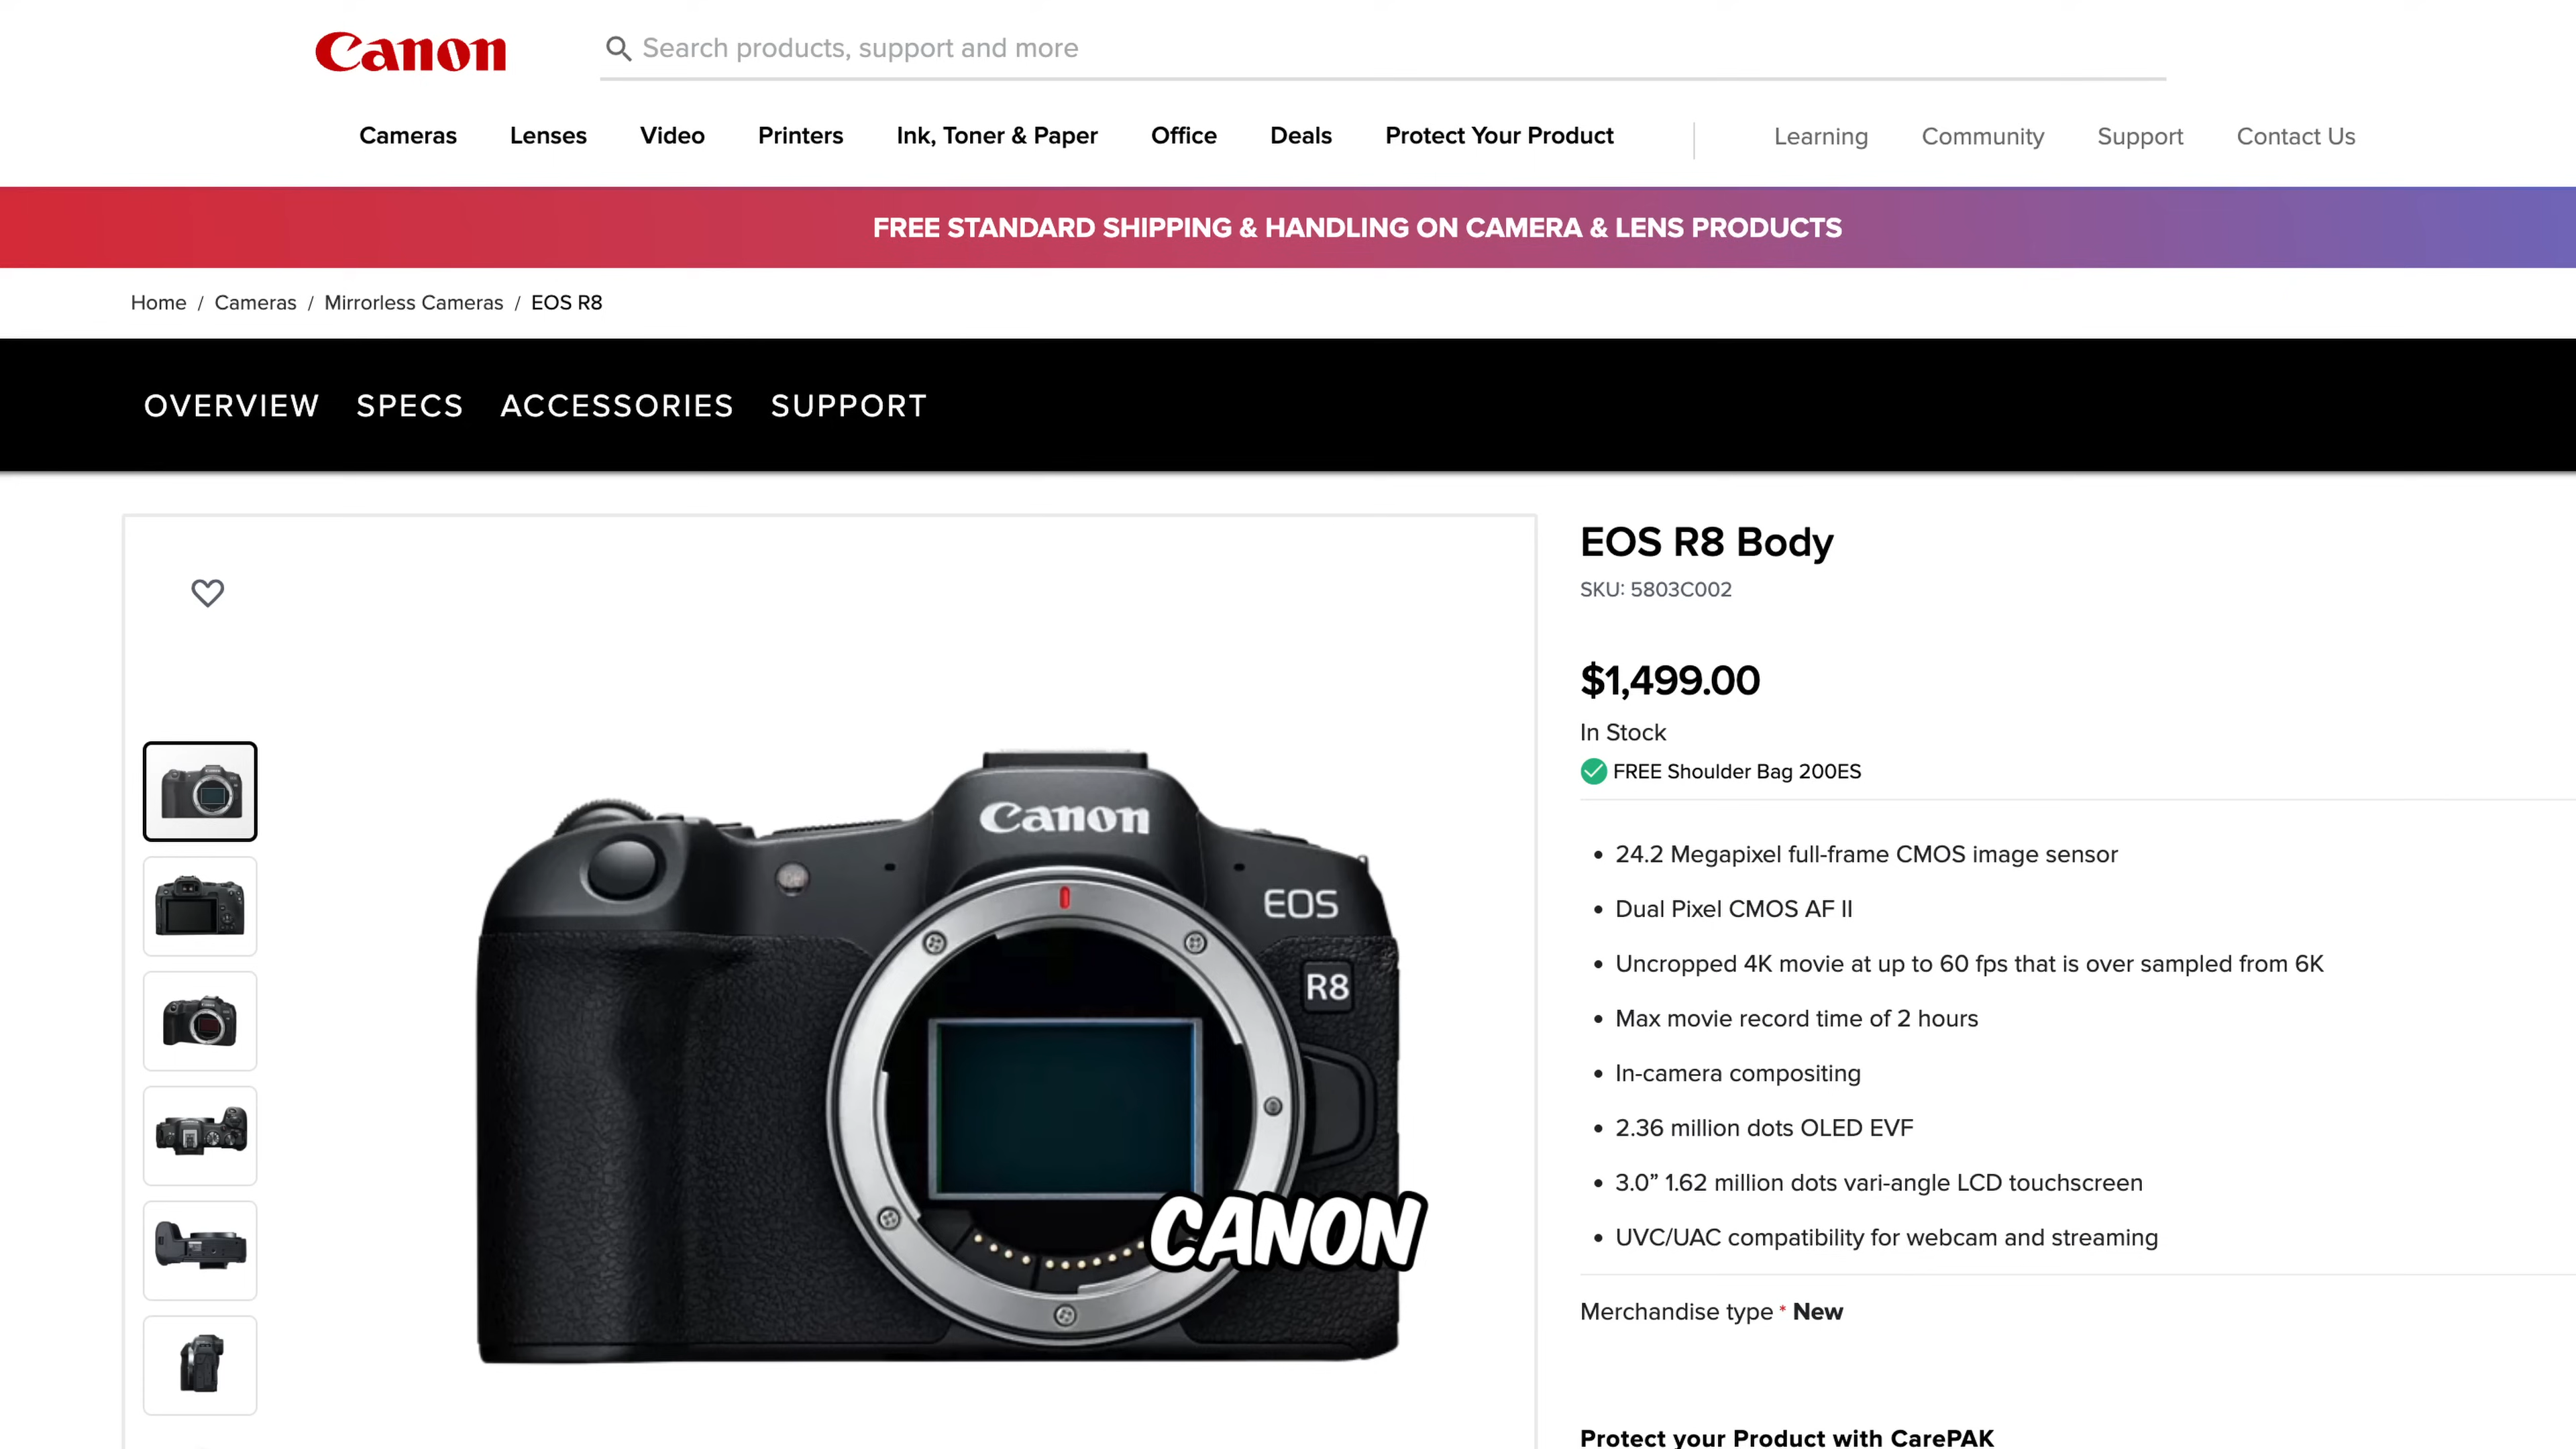 Canon
Search products, support and more
Cameras Lenses Video Printers Ink, Toner & Paper Office Deals Protect Your Product Learning Community Support Contact Us
FREE STANDARD SHIPPING & HANDLING ON CAMERA & LENS PRODUCTS
Home / Cameras / Mirrorless Cameras / EOS R8
OVERVIEW SPECS ACCESSORIES SUPPORT
EOS R8 Body
SKU: 5803C002
$1,499.00
In Stock
FREE Shoulder Bag 200ES
• 24.2 Megapixel full-frame CMOS image sensor
• Dual Pixel CMOS AF II
• Uncropped 4K movie at up to 60 fps that is over sampled from 6K
• Max movie record time of 2 hours
• In-camera compositing
• 2.36 million dots OLED EVF
• 3.0” 1.62 million dots vari-angle LCD touchscreen
• UVC/UAC compatibility for webcam and streaming
Merchandise type * New
Protect your Product with CarePAK
Canon
EOS
R8
CANON